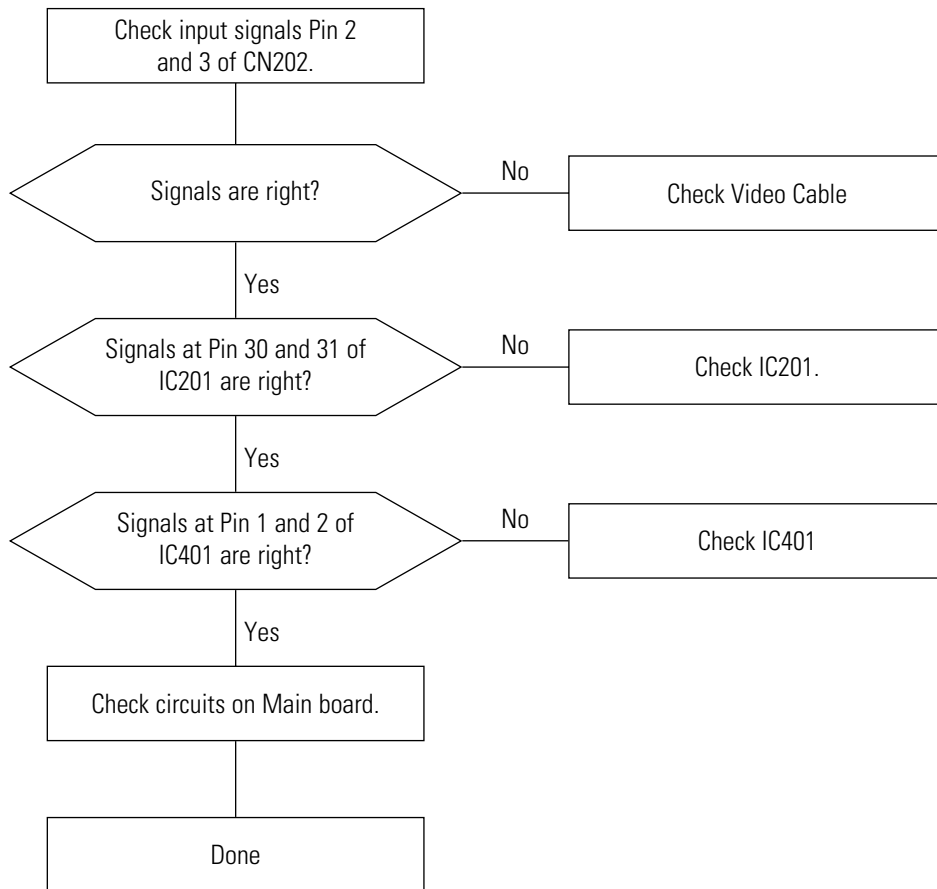 Check input signals Pin 2
and 3 of CN202.
Signals are right?
No
Check Video Cable
Yes
Signals at Pin 30 and 31 of
IC201 are right?
No
Check IC201.
Yes
Signals at Pin 1 and 2 of
IC401 are right?
No
Check IC401
Yes
Check circuits on Main board.
Done